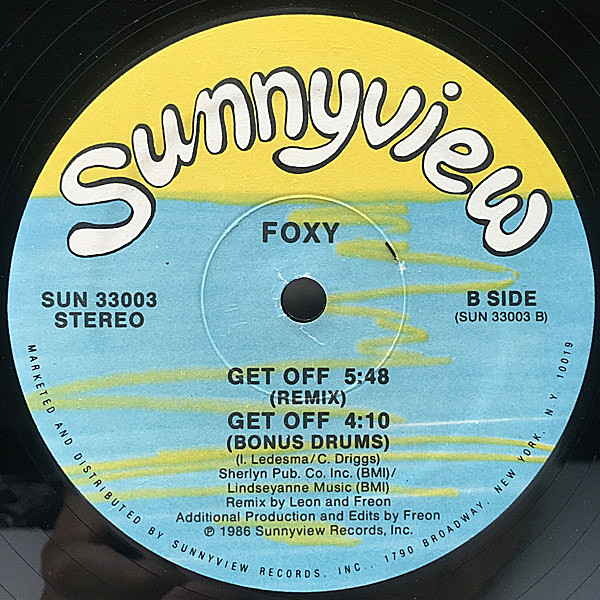 Sunnyview
FOXY
SUN 33003
STEREO
B SIDE
(SUN 33003 B)
GET OFF 5:48
(REMIX)
GET OFF 4:10
(BONUS DRUMS)
(I. Ledesma/C. Driggs)
Sherlyn Pub. Co. Inc. (BMI)/
Lindseyanne Music (BMI)
Remix by Leon and Freon
Additional Production and Edits by Freon
℗ 1986 Sunnyview Records, Inc.
MARKETED AND DISTRIBUTED BY SUNNYVIEW RECORDS, INC., 1790 BROADWAY, NEW YORK, N.Y. 10019